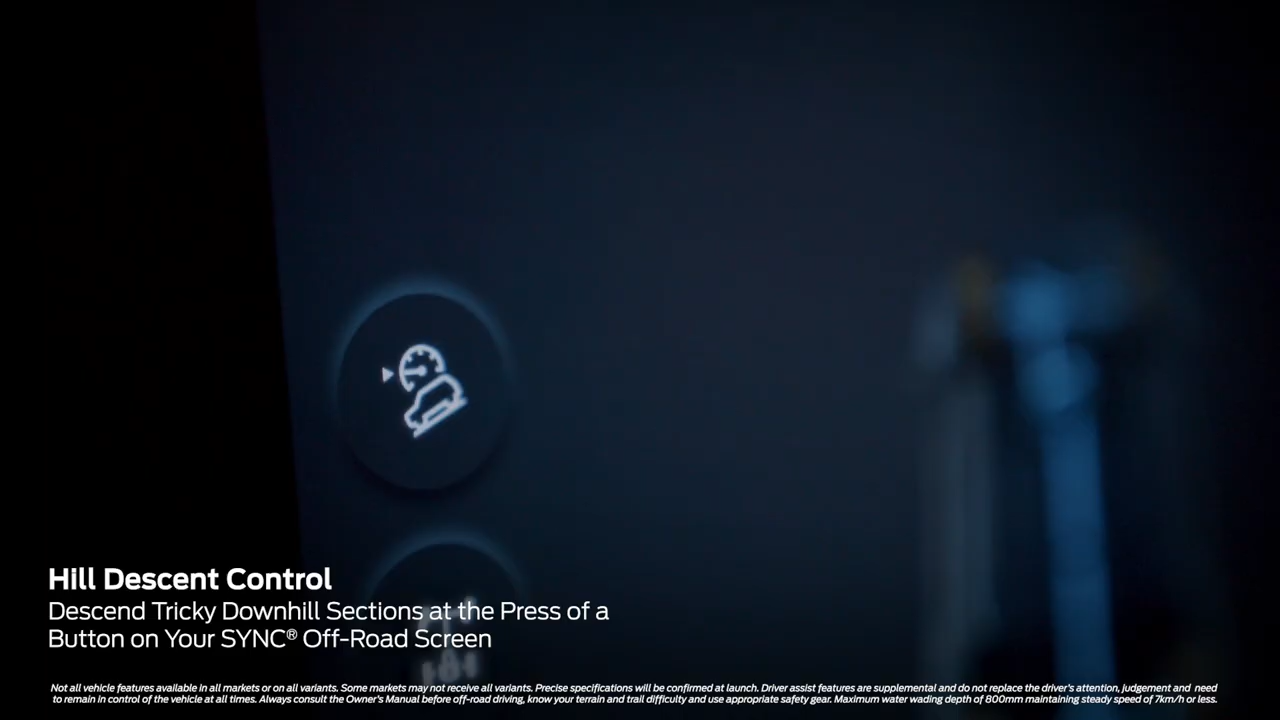 Hill Descent Control
Descend Tricky Downhill Sections at the Press of a
Button on Your SYNC® Off-Road Screen
Not all vehicle features available in all markets or on all variants. Some markets may not receive all variants. Precise specifications will be confirmed at launch. Driver assist features are supplemental and do not replace the driver's attention, judgement and need
to remain in control of the vehicle at all times. Always consult the Owner's Manual before off-road driving, know your terrain and trail difficulty and use appropriate safety gear. Maximum water wading depth of 800mm maintaining steady speed of 7km/h or less.